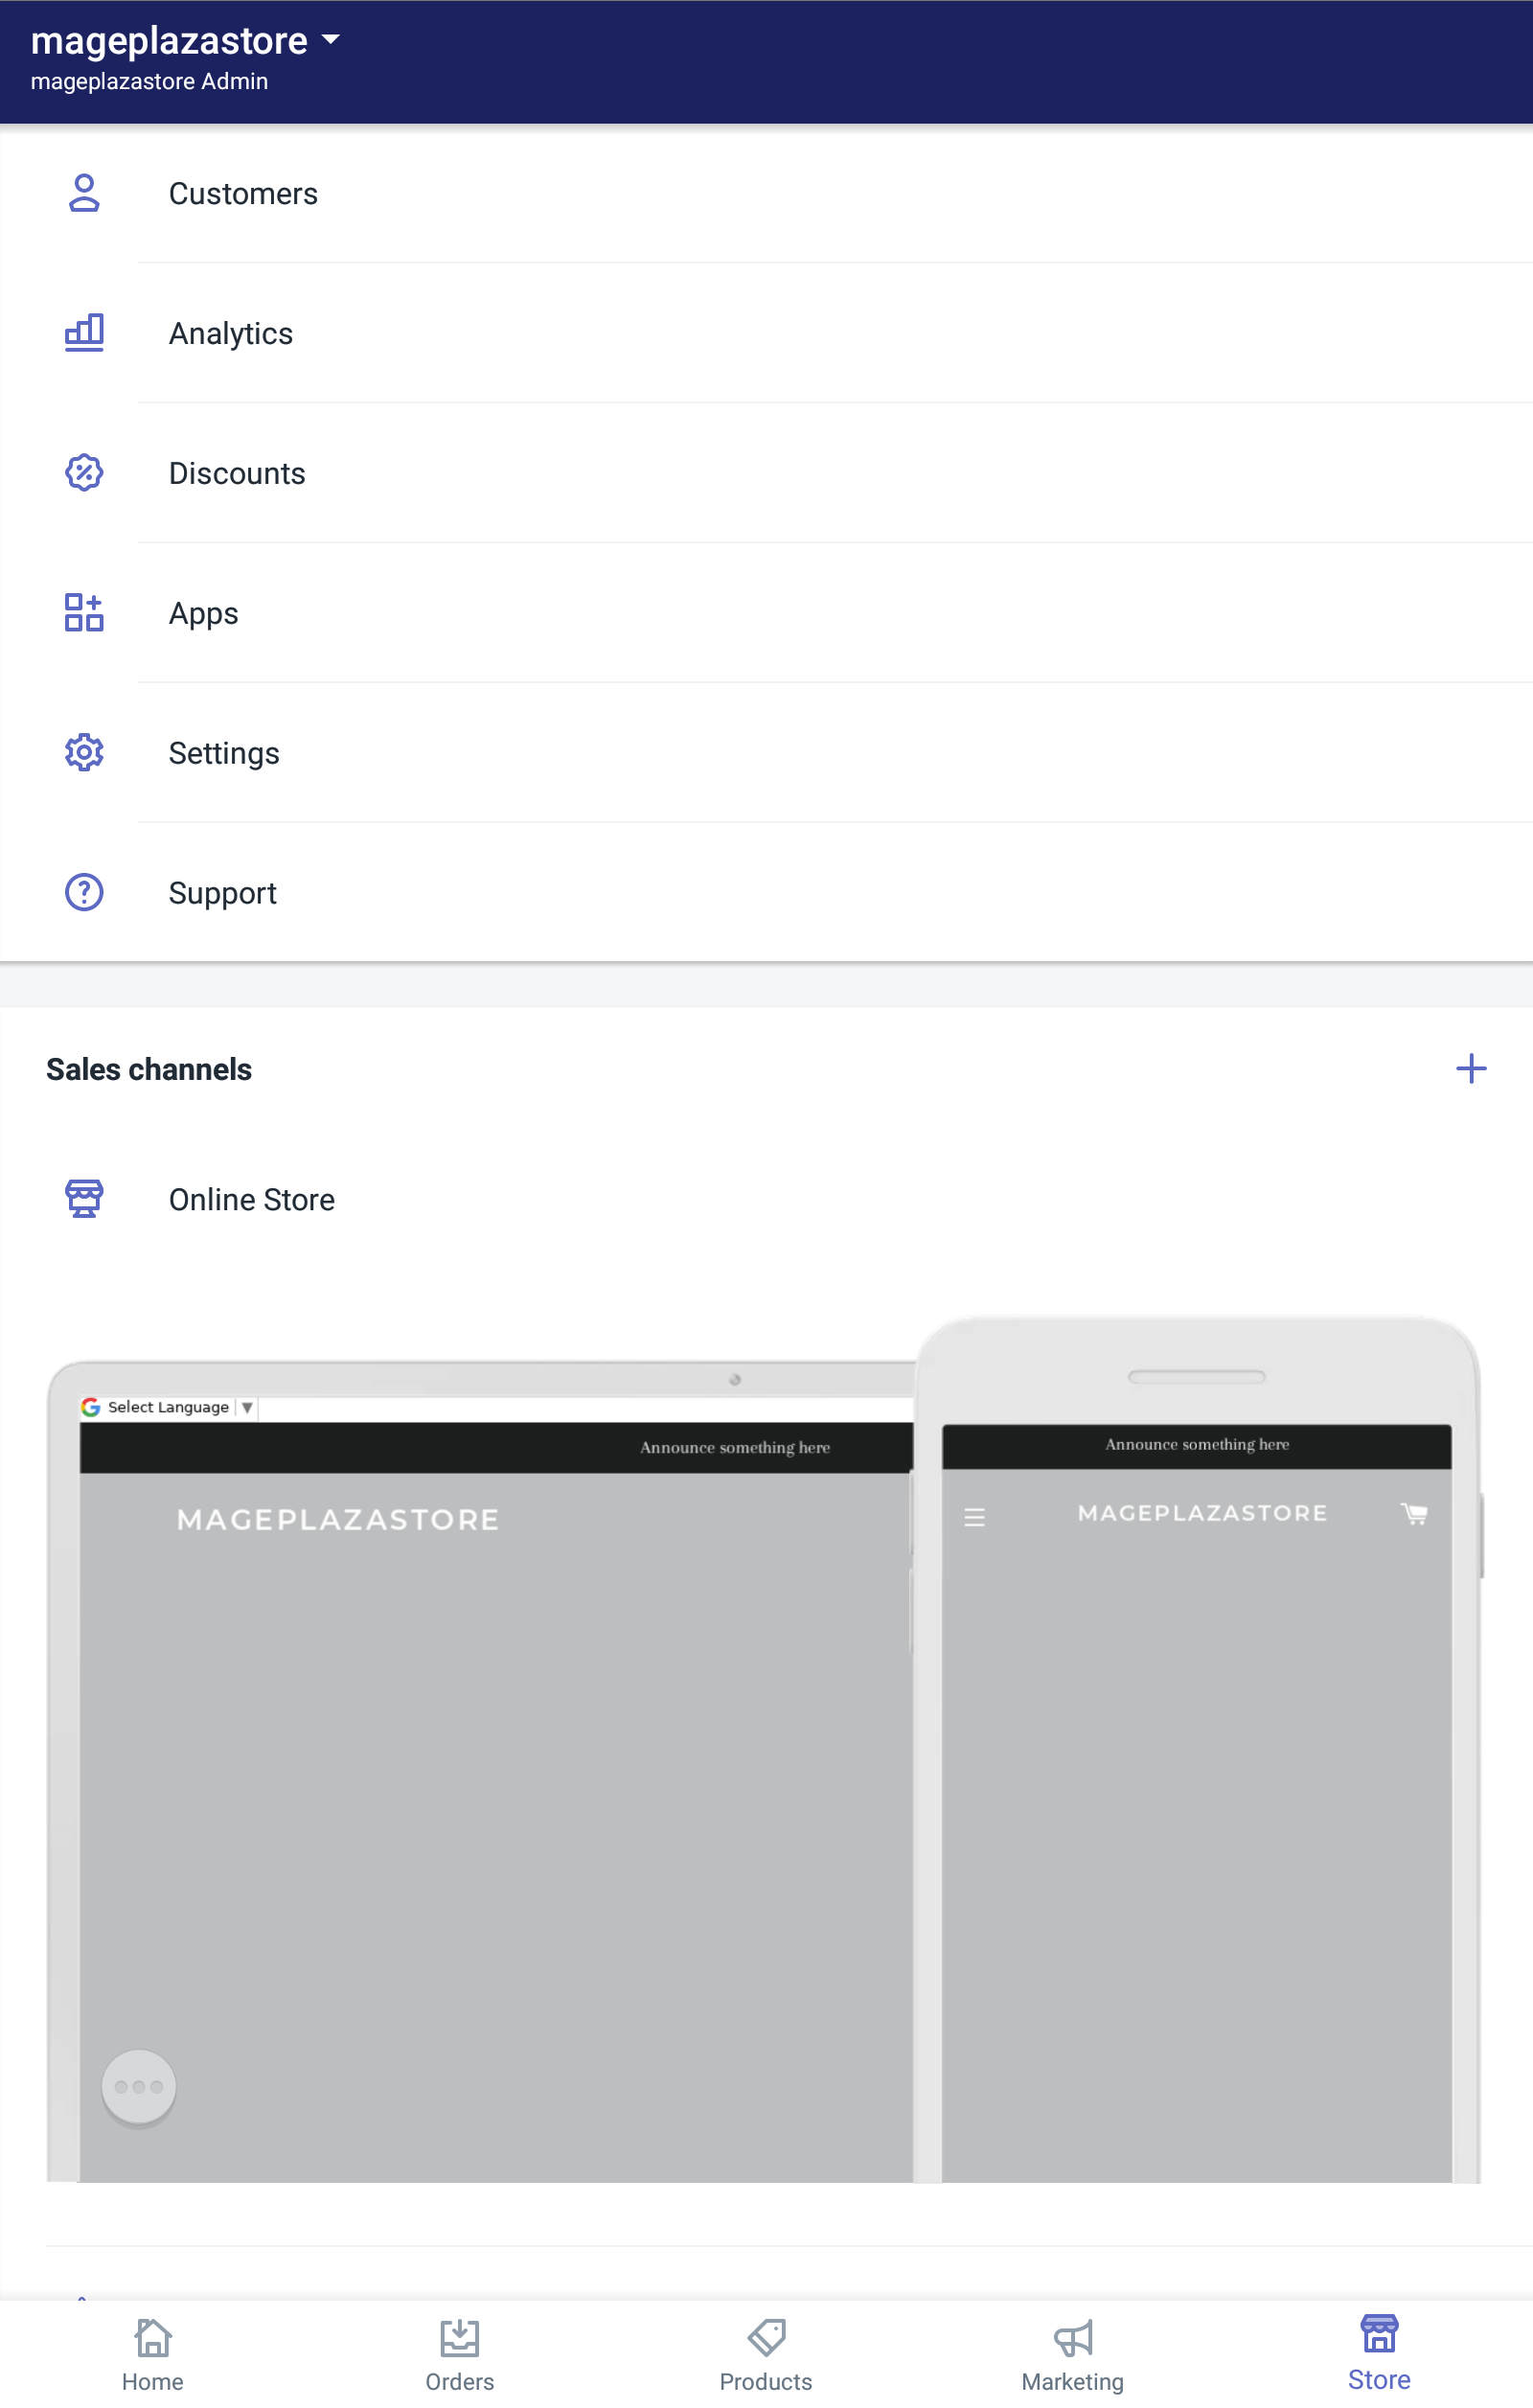 mageplazastore
mageplazastore Admin
Customers
Analytics
Discounts
Apps
Settings
Support
Sales channels
Online Store
Select Language
Announce something here
MAGEPLAZASTORE
Announce something here
MAGEPLAZASTORE
Home
Orders
Products
Marketing
Store